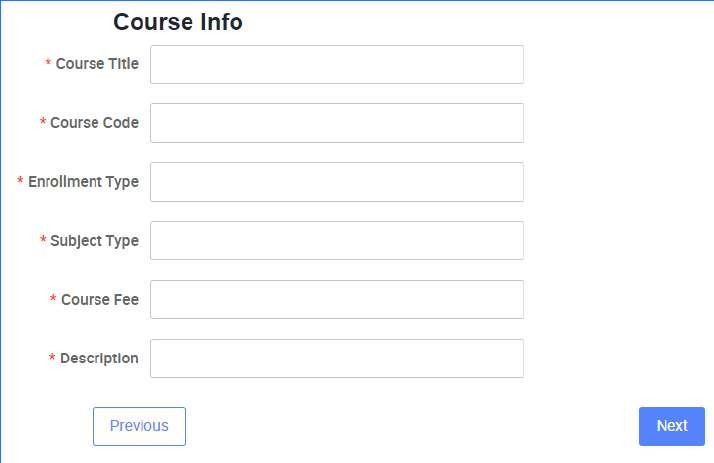 Course Info
* Course Title
* Course Code
* Enrollment Type
* Subject Type
* Course Fee
* Description
Previous
Next